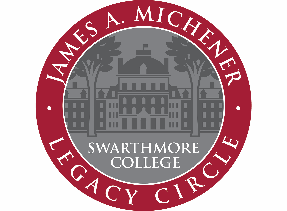 JAMES A. MICHENER
SWARTHMORE
COLLEGE
LEGACY CIRCLE